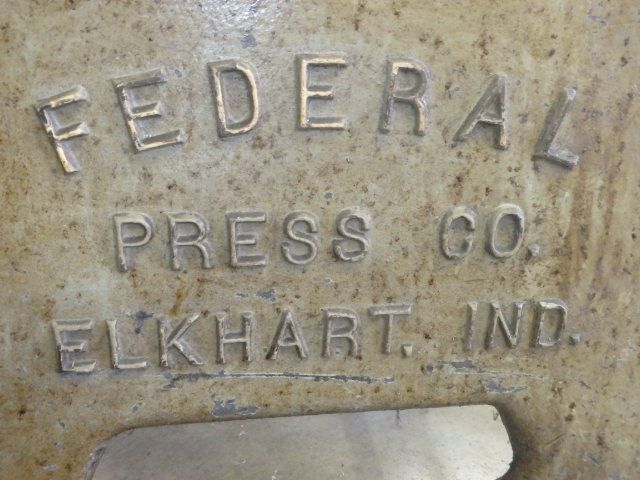 FEDERAL
PRESS CO.
ELKHART. IND.